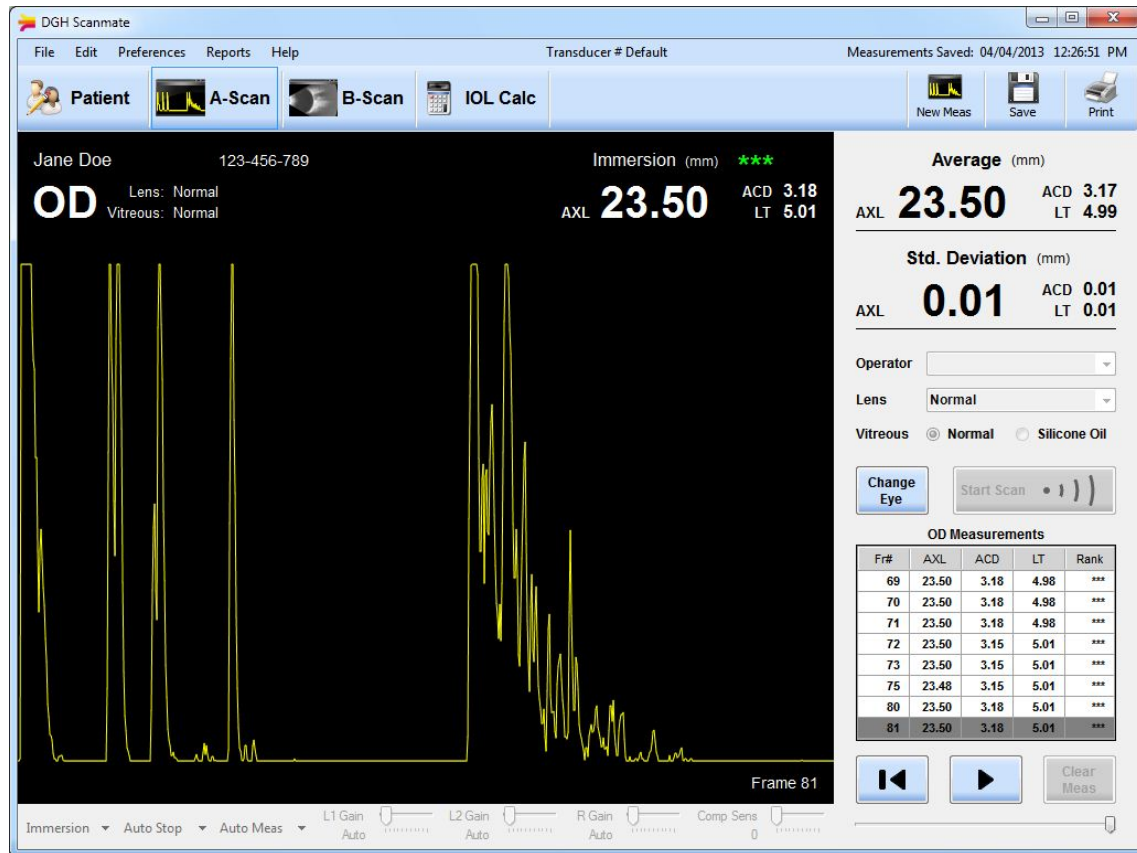 DGH Scanmate
File Edit Preferences Reports Help Transducer # Default Measurements Saved: 04/04/2013 12:26:51 PM
Patient A-Scan B-Scan IOL Calc New Meas Save Print
Jane Doe 123-456-789 Immersion (mm) ***
OD Lens: Normal
Vitreous: Normal
AXL 23.50 ACD 3.18
LT 5.01
Frame 81
Average (mm)
AXL 23.50 ACD 3.17
LT 4.99
Std. Deviation (mm)
AXL 0.01 ACD 0.01
LT 0.01
Operator
Lens Normal
Vitreous Normal Silicone Oil
Change Eye
Start Scan
OD Measurements
Fr# AXL ACD LT Rank
69 23.50 3.18 4.98 ***
70 23.50 3.18 4.98 ***
71 23.50 3.18 4.98 ***
72 23.50 3.15 5.01 ***
73 23.50 3.15 5.01 ***
75 23.48 3.15 5.01 ***
80 23.50 3.18 5.01 ***
81 23.50 3.18 5.01 ***
Clear
Meas
Immersion Auto Stop Auto Meas
L1 Gain L2 Gain R Gain Comp Sens
Auto Auto Auto 0